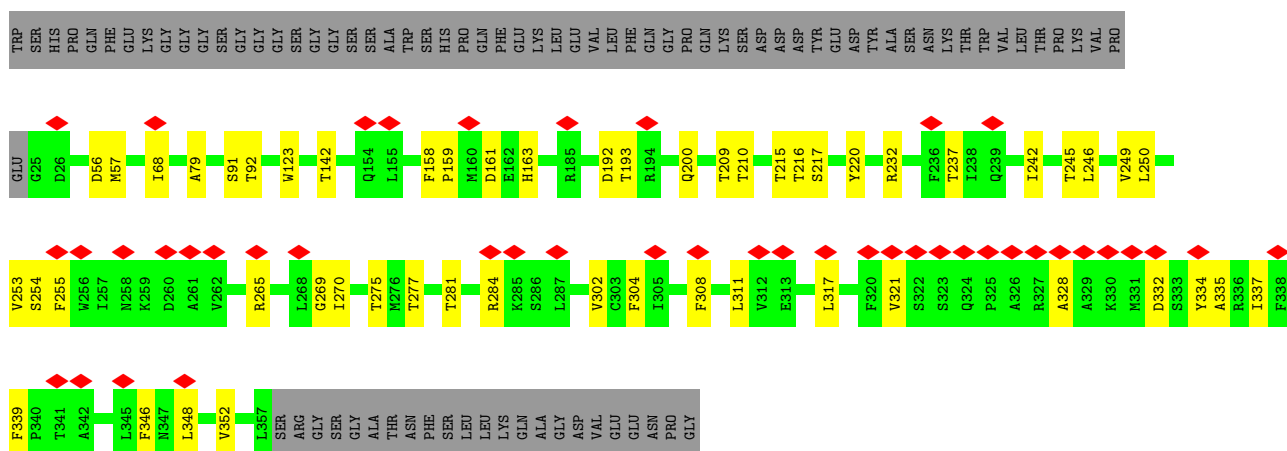 TRP SER HIS PRO GLN PHE GLU LYS GLY GLY GLY SER GLY GLY GLY SER GLY GLY SER SER ALA TRP SER HIS PRO GLN PHE GLU LYS LEU GLU VAL LEU PHE GLN GLY PRO GLN LYS SER ASP ASP ASP TYR GLU ASP TYR ALA SER ASN LYS THR TRP VAL LEU THR PRO LYS VAL PRO
GLU G25 D26 D56 M57 I68 A79 S91 T92 W123 T142 Q154 L155 F158 P159 M160 D161 E162 H163 R185 D192 T193 R194 Q200 T209 T210 T215 T216 S217 Y220 R232 F236 T237 I238 Q239 I242 T245 L246 V249 L250
V253 S254 F255 W256 I257 N258 K259 D260 A261 V262 R265 L268 G269 I270 T275 M276 T277 T281 R284 K285 S286 L287 V302 C303 F304 I305 F308 L311 V312 E313 L317 F320 V321 S322 S323 Q324 P325 A326 R327 A328 A329 K330 M331 D332 S333 Y334 A335 R336 I337 F338
F339 P340 T341 A342 L345 F346 N347 L348 V352 L357 SER ARG GLY SER GLY ALA THR ASN PHE SER LEU LEU LYS GLN ALA GLY ASP VAL GLU GLU ASN PRO GLY